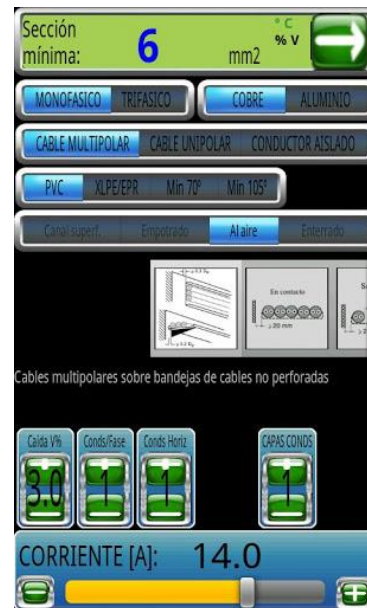 Sección
mínima:
6
mm2
° C
% V
MONOFASICO TRIFASICO COBRE ALUMINIO
CABLE MULTIPOLAR CABLE UNIPOLAR CONDUCTOR AISLADO
PVC XLPE/EPR Min 70º Min 105º
Canal superf. Empotrado Al aire Enterrado
En contacto
Cables multipolares sobre bandejas de cables no perforadas
Caida V% Conds/Fase Conds Horiz CAPAS CONDS
3.0 1 1 1
CORRIENTE [A]: 14.0